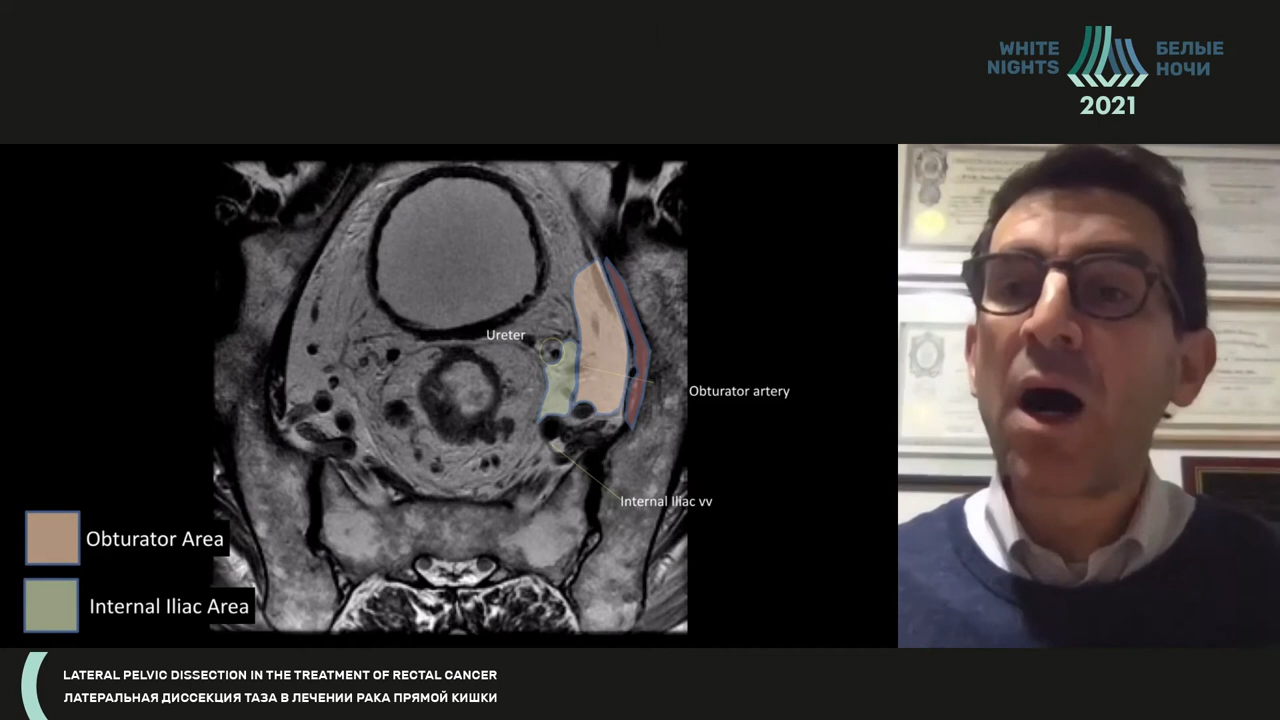 WHITE
NIGHTS
БЕЛЫЕ
НОЧИ
2021
Ureter
Obturator artery
Internal Iliac vv
Obturator Area
Internal Iliac Area
LATERAL PELVIC DISSECTION IN THE TREATMENT OF RECTAL CANCER
ЛАТЕРАЛЬНАЯ ДИССЕКЦИЯ ТАЗА В ЛЕЧЕНИИ РАКА ПРЯМОЙ КИШКИ